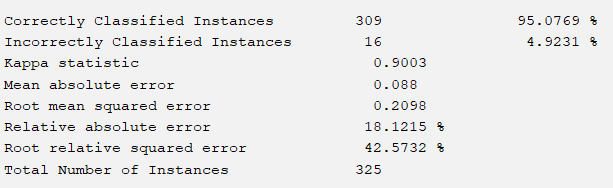 Correctly Classified Instances 309 95.0769 %
Incorrectly Classified Instances 16 4.9231 %
Kappa statistic 0.9003
Mean absolute error 0.088
Root mean squared error 0.2098
Relative absolute error 18.1215 %
Root relative squared error 42.5732 %
Total Number of Instances 325